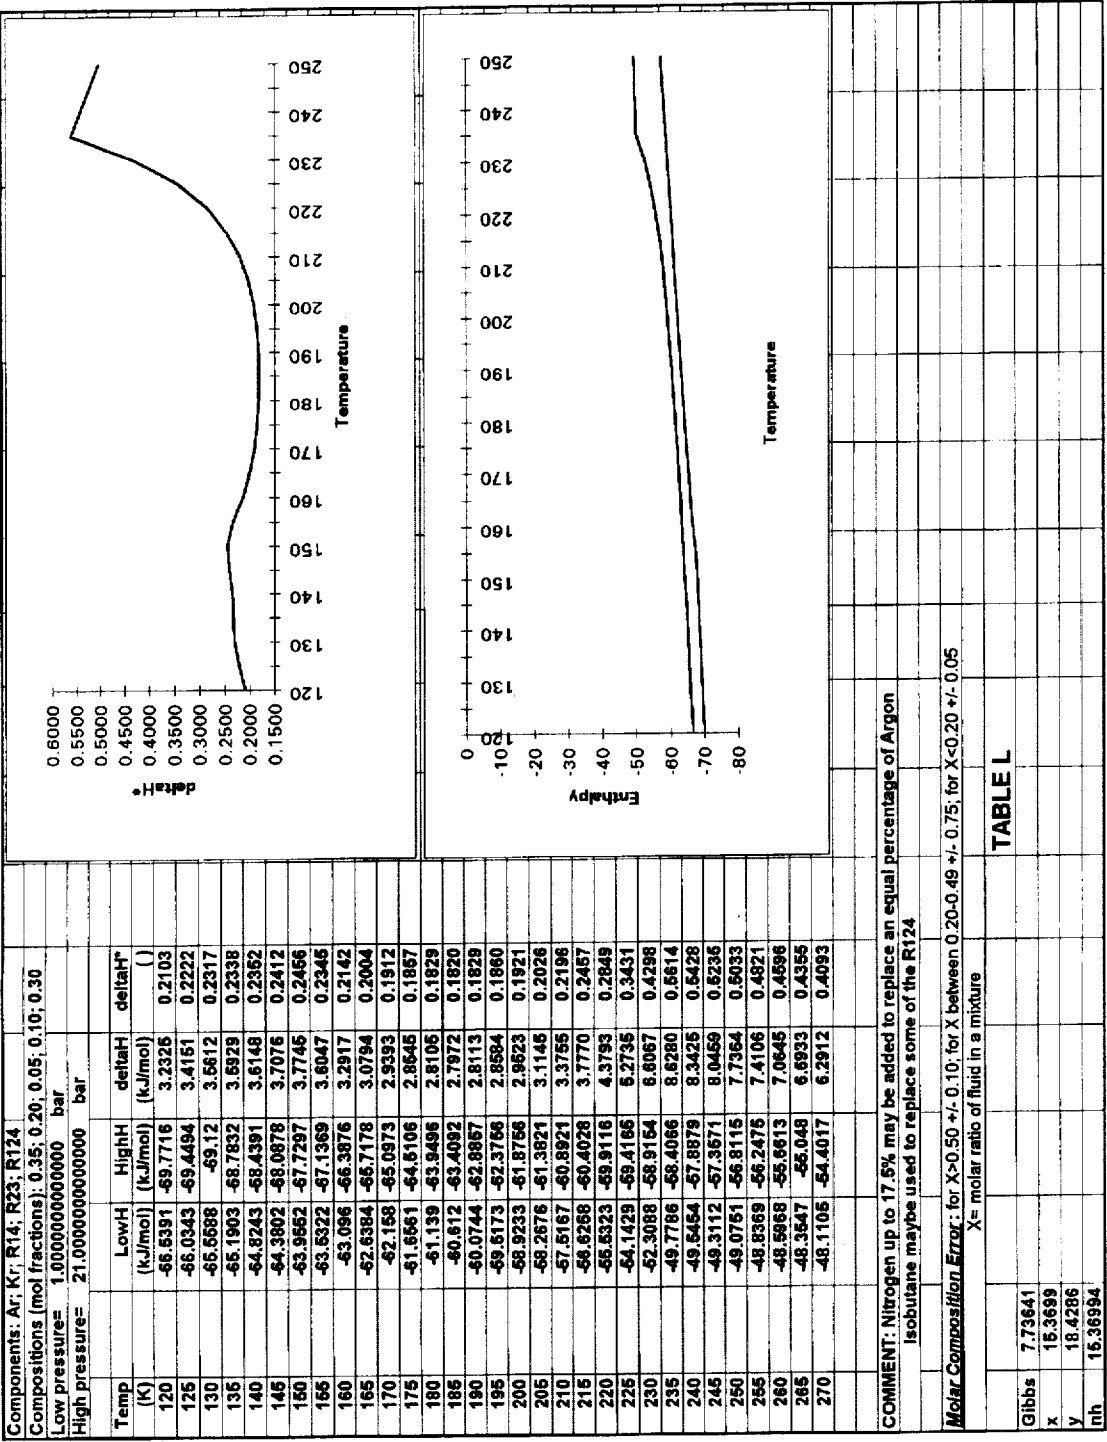 Components: Ar; Kr; R14; R23; R124
Compositions (mol fractions): 0.35; 0.20; 0.05; 0.10; 0.30
Low pressure= 1.00000000000 bar
High pressure= 21.00000000000 bar
Temp LowH HighH deltaH deltaH*
(K) (kJ/mol) (kJ/mol) (kJ/mol) ( )
120 -66.5391 -69.7716 3.2325 0.2103
125 -66.0343 -69.4494 3.4151 0.2222
130 -65.5588 -69.12 3.5612 0.2317
135 -65.1903 -68.7832 3.5929 0.2338
140 -64.8243 -68.4391 3.6148 0.2352
145 -64.3802 -68.0878 3.7076 0.2412
150 -63.9552 -67.7297 3.7745 0.2456
155 -63.5322 -67.1369 3.6047 0.2345
160 -63.096 -66.3876 3.2917 0.2142
165 -62.6384 -65.7178 3.0794 0.2004
170 -62.158 -65.0973 2.9393 0.1912
175 -61.6561 -64.5106 2.8545 0.1857
180 -61.139 -63.9495 2.8105 0.1829
185 -60.612 -63.4092 2.7972 0.1820
190 -60.0744 -62.8857 2.8113 0.1829
195 -59.5173 -62.3756 2.8584 0.1860
200 -58.9233 -61.8756 2.9523 0.1921
205 -58.2676 -61.3821 3.1145 0.2026
210 -57.5167 -60.8921 3.3755 0.2196
215 -56.6258 -60.4028 3.7770 0.2457
220 -55.5323 -59.9116 4.3793 0.2849
225 -54.1429 -59.4165 5.2735 0.3431
230 -52.3088 -58.9154 6.6067 0.4298
235 -49.7786 -58.4066 8.6280 0.5614
240 -49.5454 -57.8879 8.3425 0.5428
245 -49.3112 -57.3571 8.0459 0.5235
250 -49.0751 -56.8115 7.7364 0.5033
255 -48.8369 -56.2475 7.4106 0.4821
260 -48.5968 -55.6613 7.0645 0.4596
265 -48.3547 -55.048 6.6933 0.4355
270 -48.1105 -54.4017 6.2912 0.4093
deltaH*
0.6000
0.5500
0.5000
0.4500
0.4000
0.3500
0.3000
0.2500
0.2000
0.1500
120 130 140 150 160 170 180 190 200 210 220 230 240 250
Temperature
Enthalpy
0
-10
-20
-30
-40
-50
-60
-70
-80
120 130 140 150 160 170 180 190 200 210 220 230 240 250
Temperature
COMMENT: Nitrogen up to 17.5% may be added to replace an equal percentage of Argon
Isobutane maybe used to replace some of the R124
Molar Composition Error : for X>0.50 +/- 0.10; for X between 0.20-0.49 +/- 0.75; for X<0.20 +/- 0.05
X= molar ratio of fluid in a mixture
TABLE L
Gibbs 7.73641
x 15.3699
y 18.4286
nh 15.36994